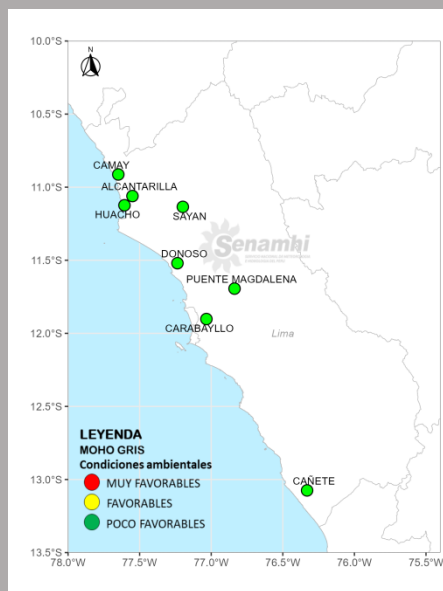 10.0°S
N
10.5°S
CAMAY
11.0°S
ALCANTARILLA
HUACHO
SAYAN
Senamhi
DONOSO
11.5°S
PUENTE MAGDALENA
12.0°S
CARABAYLLO
Lima
12.5°S
LEYENDA
MOHO GRIS
Condiciones ambientales
MUY FAVORABLES
FAVORABLES
POCO FAVORABLES
13.0°S
CAÑETE
13.5°S
78.0°W 77.5°W 77.0°W 76.5°W 76.0°W 75.5°W